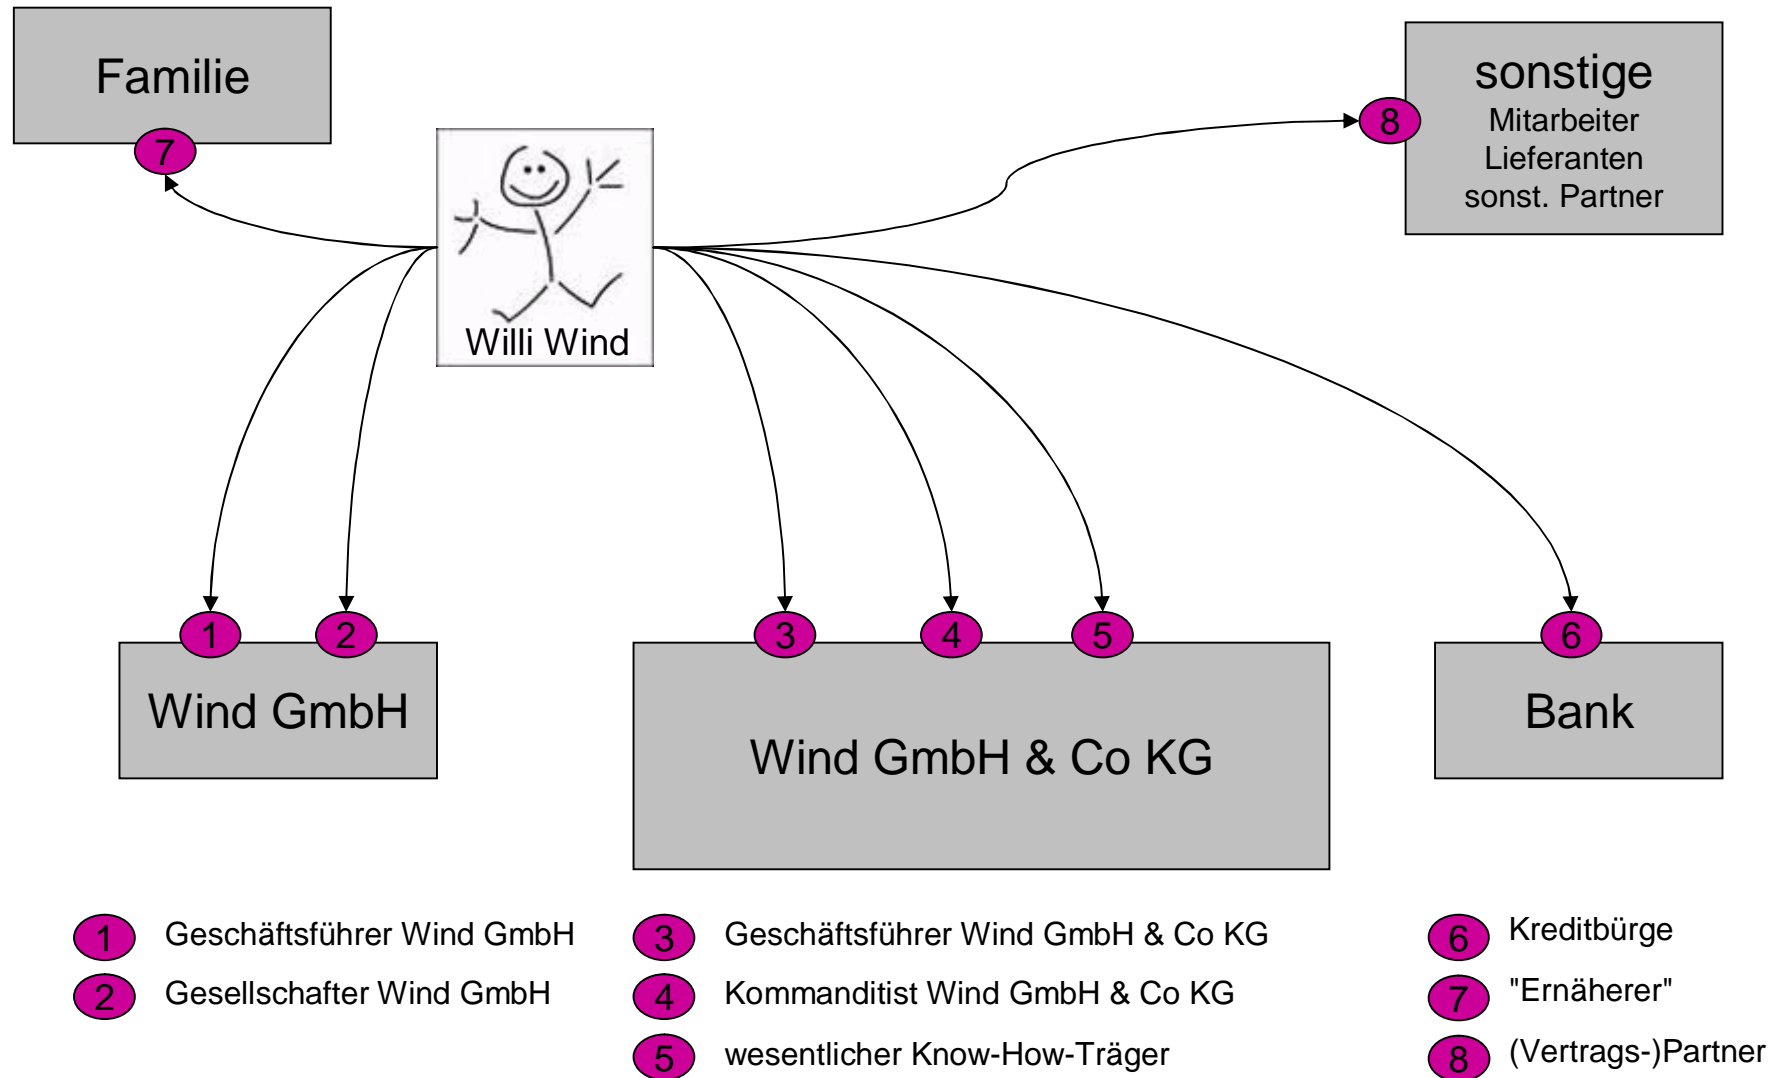 Familie
7
sonstige
Mitarbeiter
Lieferanten
sonst. Partner
8
Willi Wind
1
2
3
4
5
6
Wind GmbH
Wind GmbH & Co KG
Bank
1 Geschäftsführer Wind GmbH
2 Gesellschafter Wind GmbH
3 Geschäftsführer Wind GmbH & Co KG
4 Kommanditist Wind GmbH & Co KG
5 wesentlicher Know-How-Träger
6 Kreditbürge
7 "Ernäherer"
8 (Vertrags-)Partner